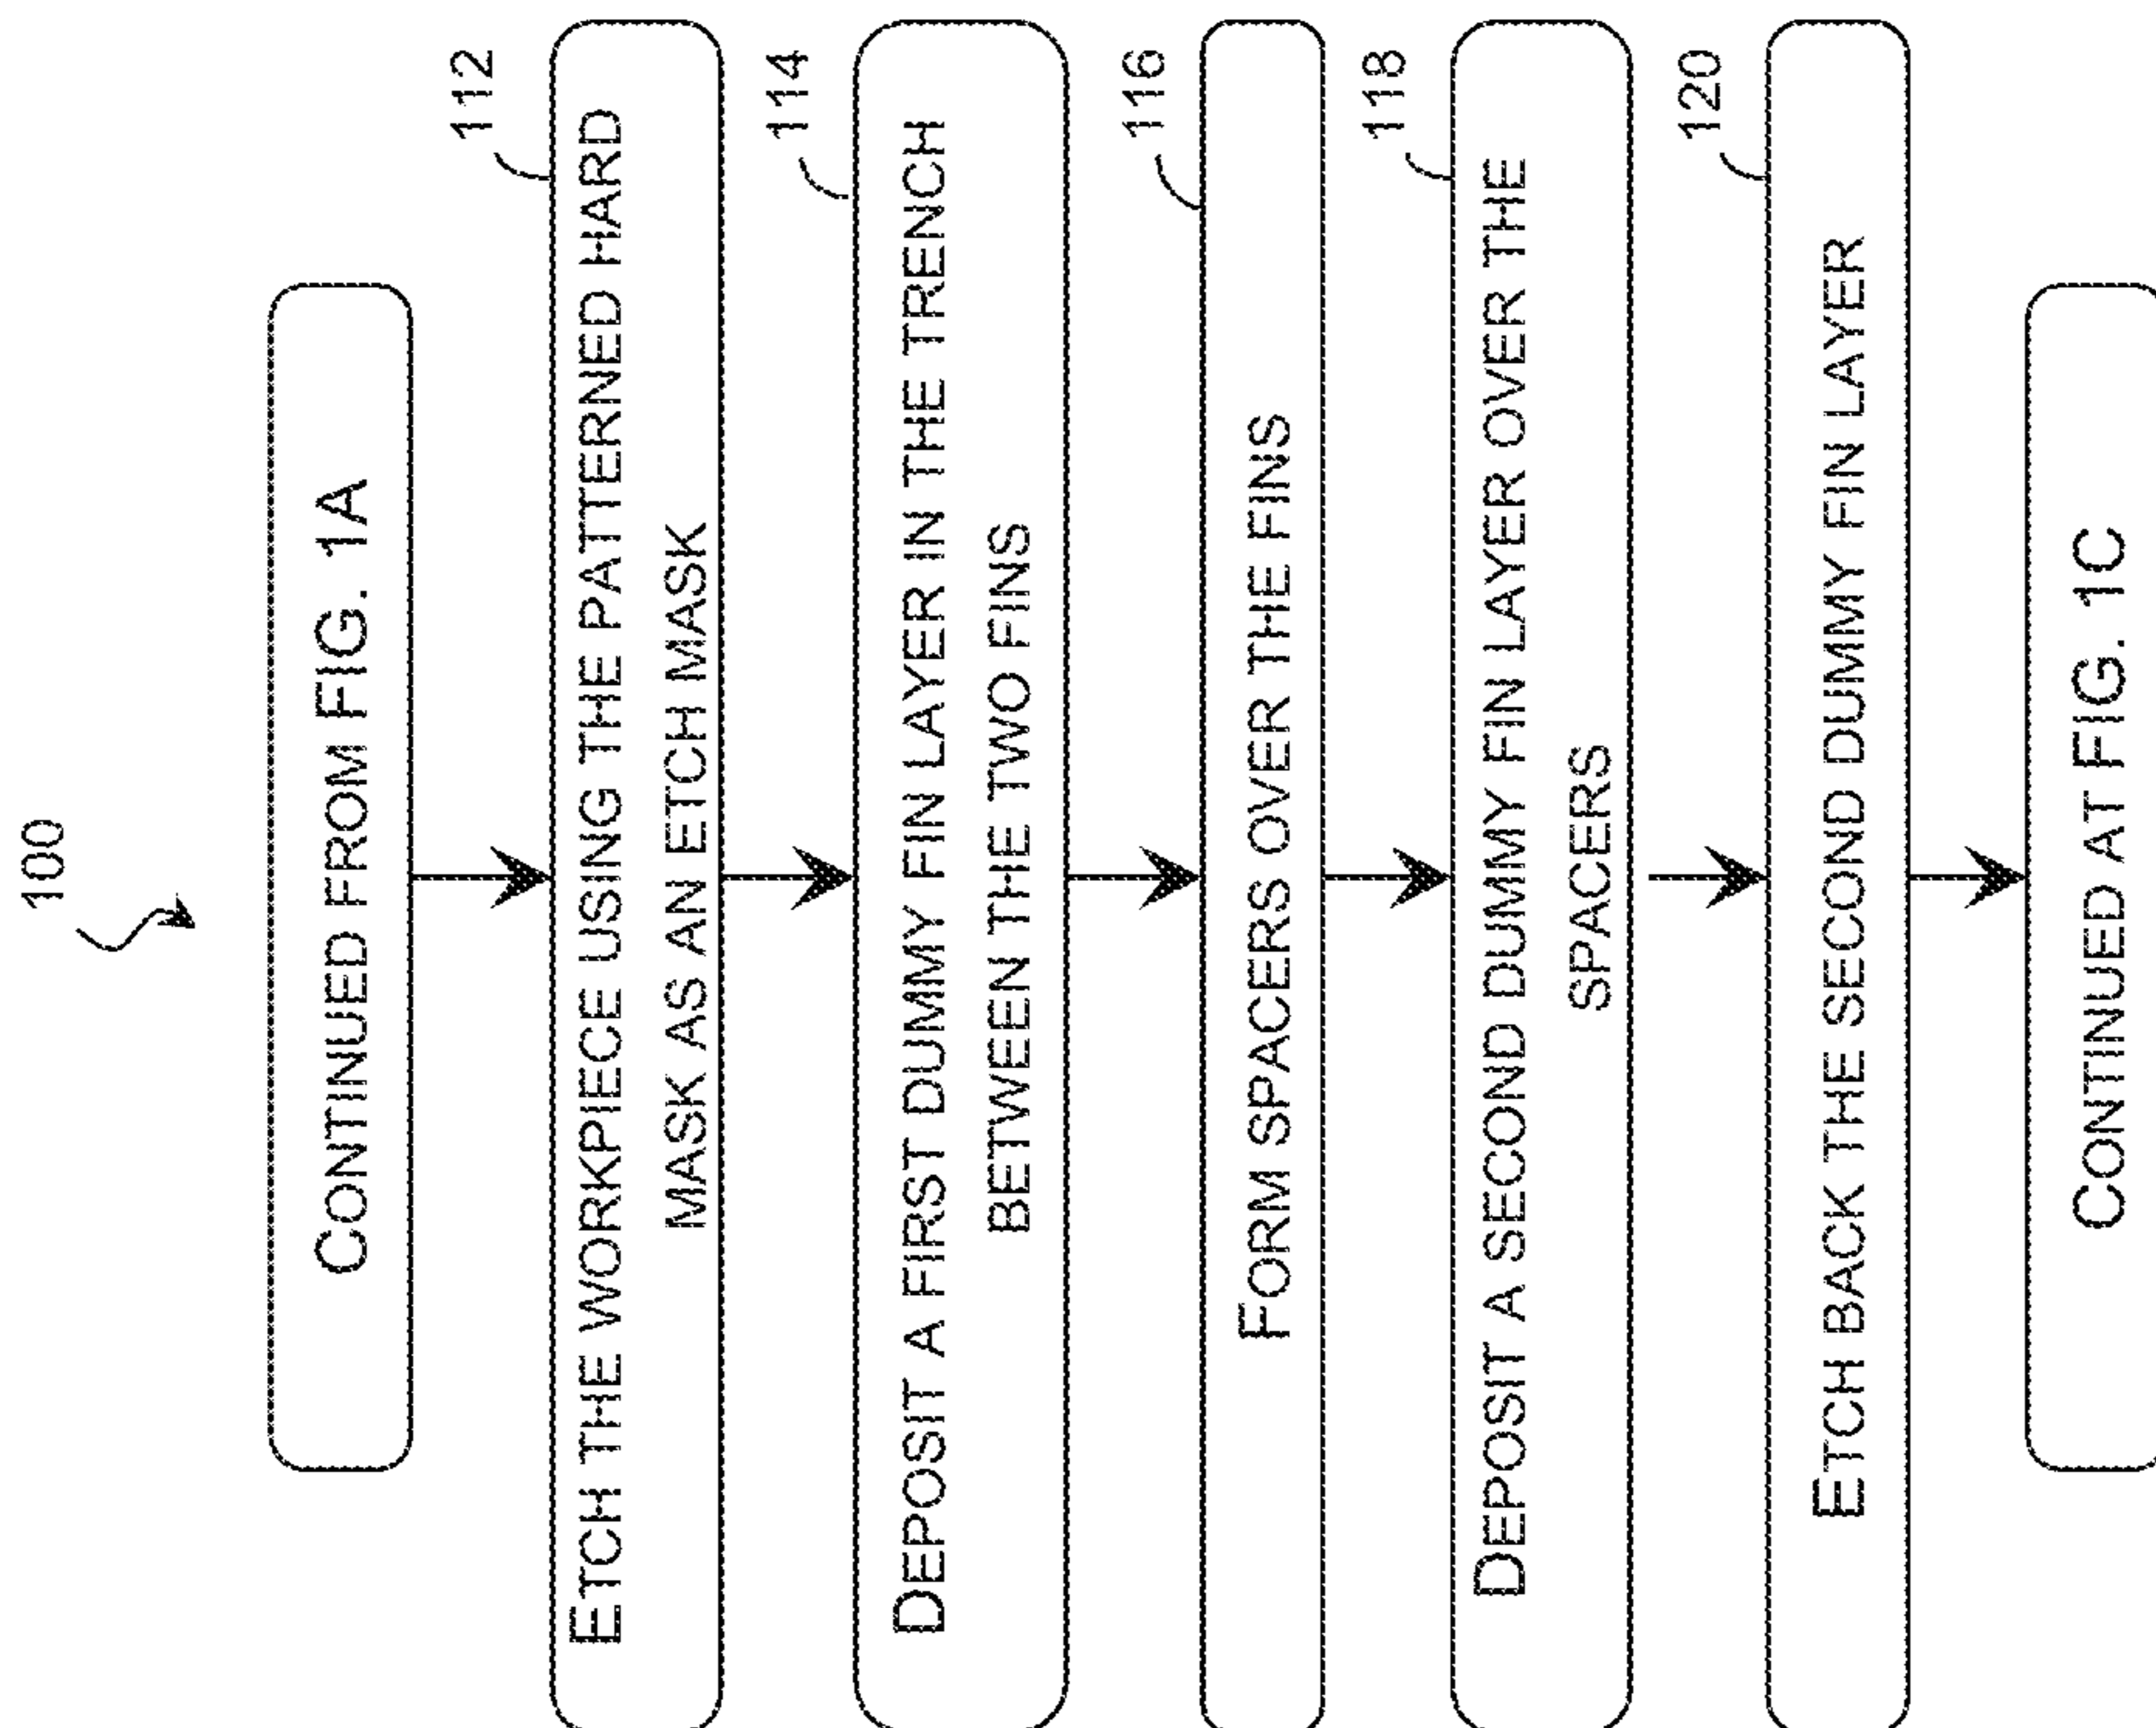 100
CONTINUED FROM FIG. 1A
112
ETCH THE WORKPIECE USING THE PATTERNED HARD
MASK AS AN ETCH MASK
114
DEPOSIT A FIRST DUMMY FIN LAYER IN THE TRENCH
BETWEEN THE TWO FINS
116
FORM SPACERS OVER THE FINS
118
DEPOSIT A SECOND DUMMY FIN LAYER OVER THE
SPACERS
120
ETCH BACK THE SECOND DUMMY FIN LAYER
CONTINUED AT FIG. 1C